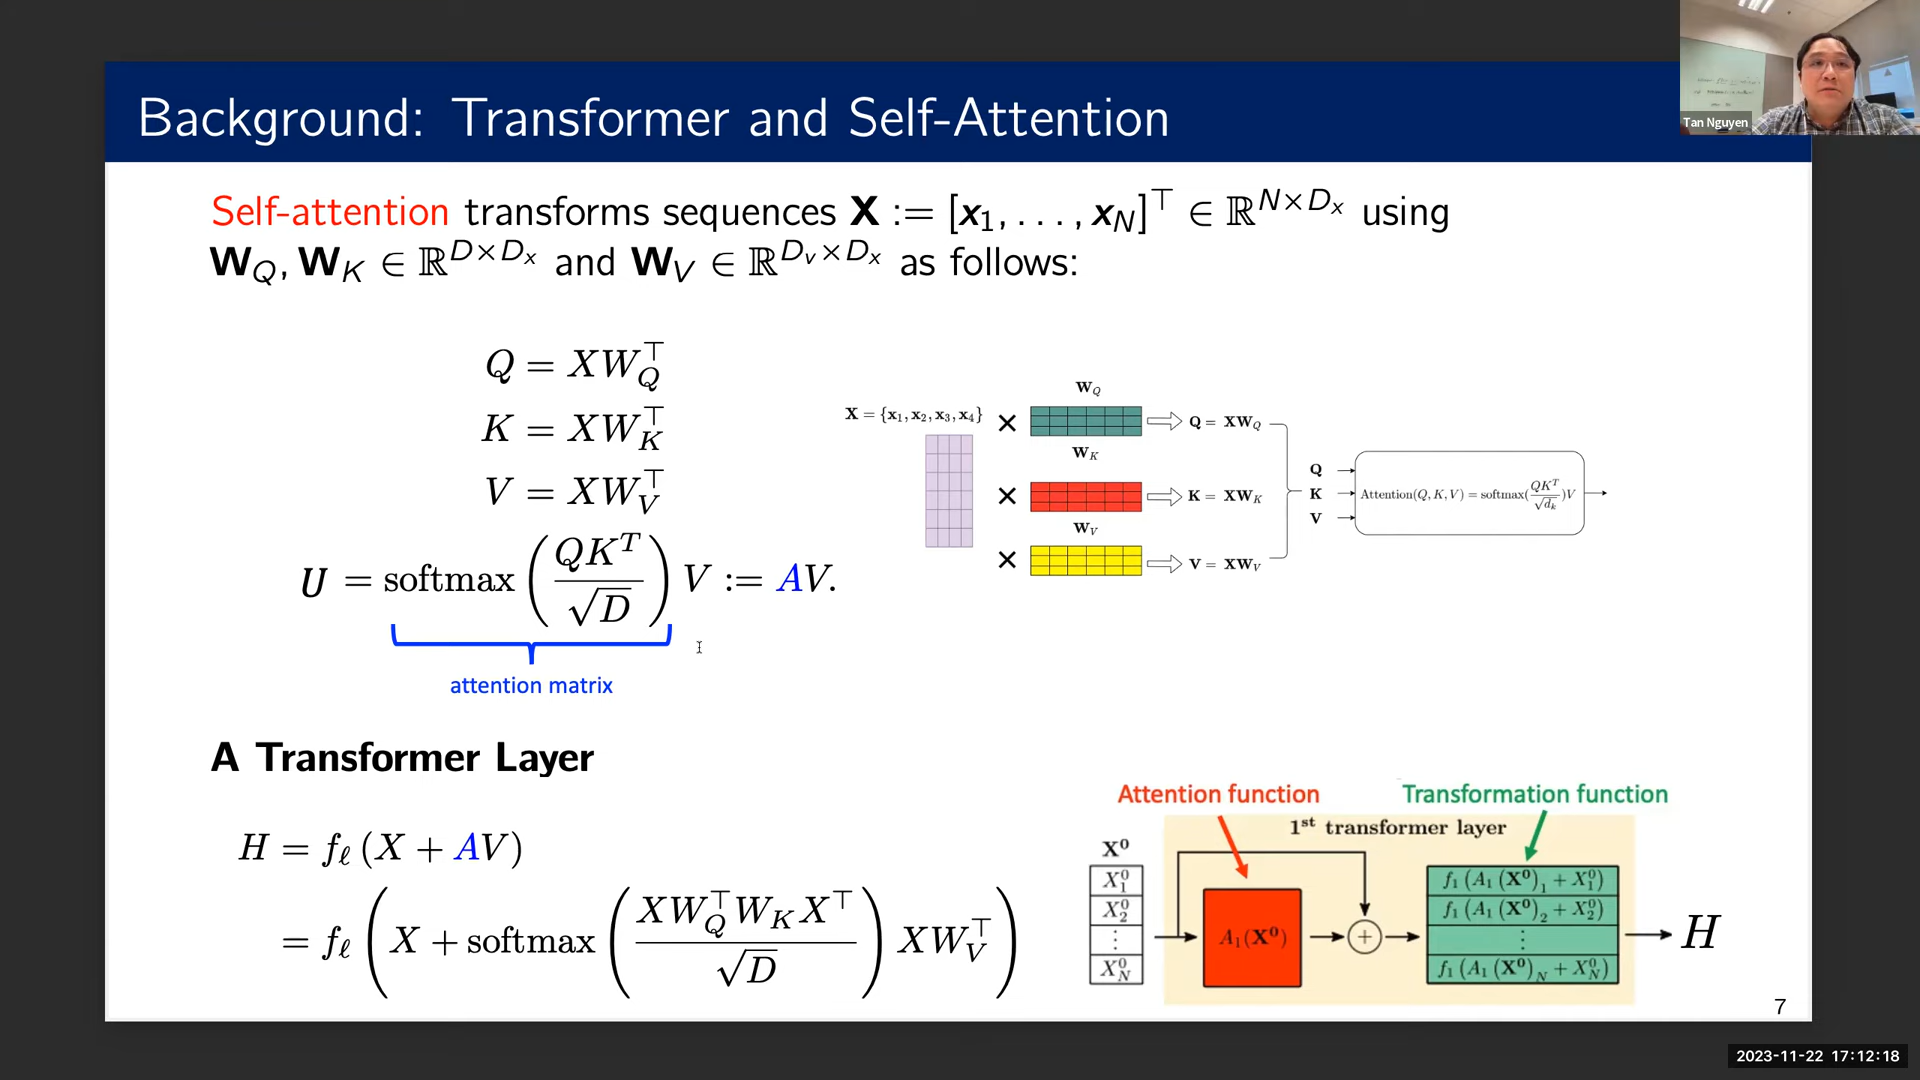 Tan Nguyen
Background: Transformer and Self-Attention
Self-attention transforms sequences X := [x₁, . . . , x_N]^⊤ ∈ ℝ^{N×D_x} using
W_Q, W_K ∈ ℝ^{D×D_x} and W_V ∈ ℝ^{D_v×D_x} as follows:
Q = XW_Q^⊤
K = XW_K^⊤
V = XW_V^⊤
U = softmax (QK^T / √D) V := AV.
attention matrix
X = {x₁, x₂, x₃, x₄}
×
W_Q
Q = XW_Q
×
W_K
K = XW_K
×
W_V
V = XW_V
Q
K
V
Attention(Q, K, V) = softmax(QK^T / √d_k)V
A Transformer Layer
H = f_ℓ (X + AV)
= f_ℓ (X + softmax (XW_Q^⊤W_KX^⊤ / √D) XW_V^⊤)
Attention function
Transformation function
1st transformer layer
X⁰
X₁⁰
X₂⁰
⋮
X_N⁰
A₁(X⁰)
+
f₁ (A₁ (X⁰)₁ + X₁⁰)
f₁ (A₁ (X⁰)₂ + X₂⁰)
⋮
f₁ (A₁ (X⁰)_N + X_N⁰)
H
7
2023-11-22 17:12:18